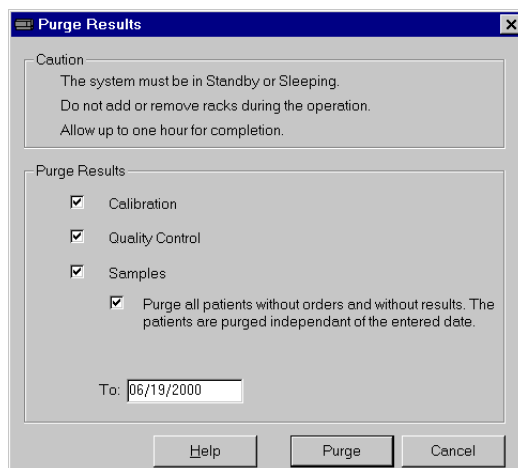 Purge Results
Caution
The system must be in Standby or Sleeping.
Do not add or remove racks during the operation.
Allow up to one hour for completion.
Purge Results
Calibration
Quality Control
Samples
Purge all patients without orders and without results. The
patients are purged independant of the entered date.
To: 06/19/2000
Help Purge Cancel